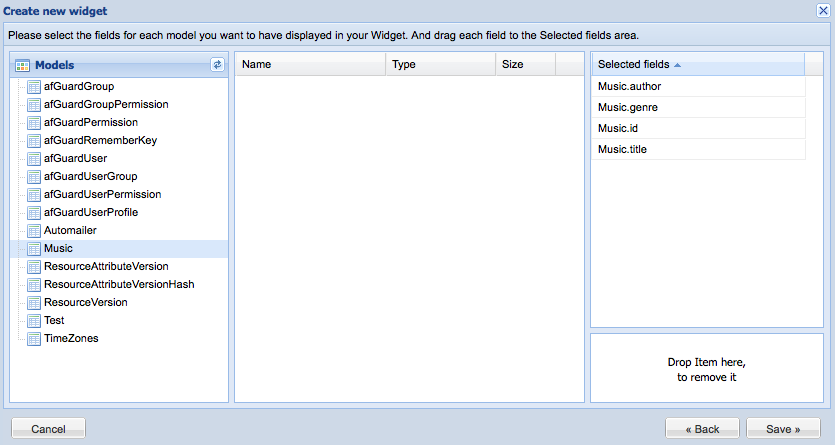 Create new widget
Please select the fields for each model you want to have displayed in your Widget. And drag each field to the Selected fields area.
Models
afGuardGroup
afGuardGroupPermission
afGuardPermission
afGuardRememberKey
afGuardUser
afGuardUserGroup
afGuardUserPermission
afGuardUserProfile
Automailer
Music
ResourceAttributeVersion
ResourceAttributeVersionHash
ResourceVersion
Test
TimeZones
Name Type Size
Selected fields
Music.author
Music.genre
Music.id
Music.title
Drop Item here,
to remove it
Cancel
« Back
Save »